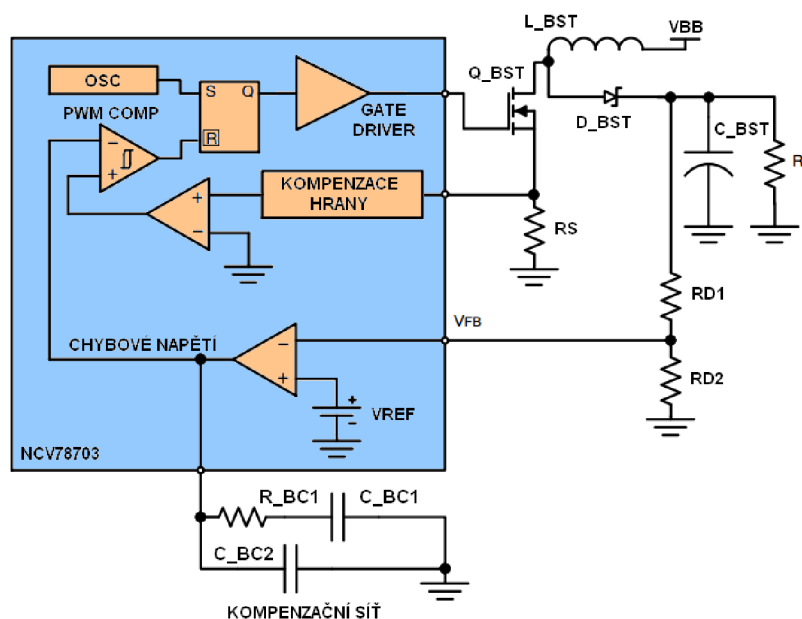 L_BST
VBB
OSC
S Q
Q_BST
PWM COMP
GATE
DRIVER
D_BST
C_BST
R
R
−
+
KOMPENZACE
HRANY
+
−
RS
RD1
CHYBOVÉ NAPĚTÍ
VFB
−
+
+
−
VREF
RD2
NCV78703
R_BC1
C_BC1
C_BC2
KOMPENZAČNÍ SÍŤ